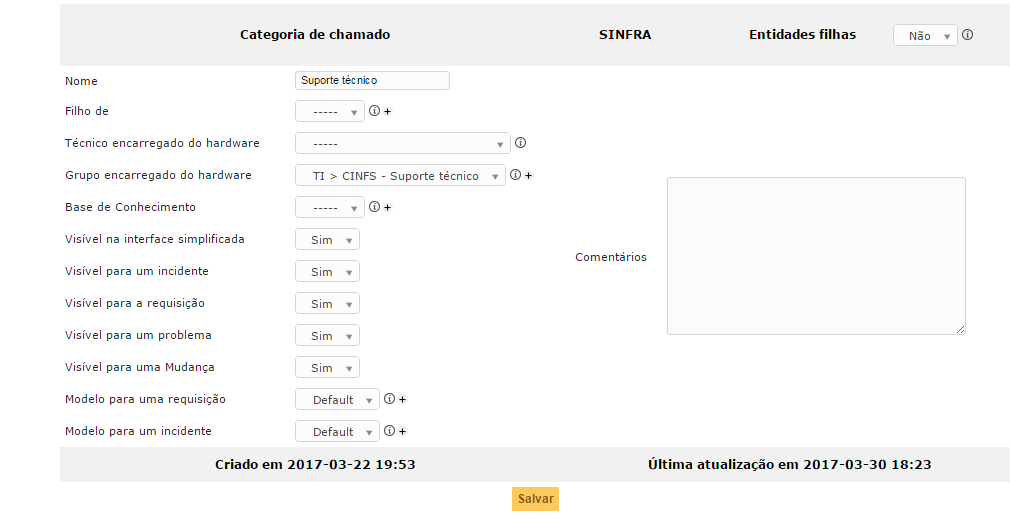 Categoria de chamado SINFRA Entidades filhas Não
Nome Suporte técnico
Filho de -----
Técnico encarregado do hardware -----
Grupo encarregado do hardware TI > CINFS - Suporte técnico
Base de Conhecimento -----
Visível na interface simplificada Sim
Comentários
Visível para um incidente Sim
Visível para a requisição Sim
Visível para um problema Sim
Visível para uma Mudança Sim
Modelo para uma requisição Default
Modelo para um incidente Default
Criado em 2017-03-22 19:53 Última atualização em 2017-03-30 18:23
Salvar